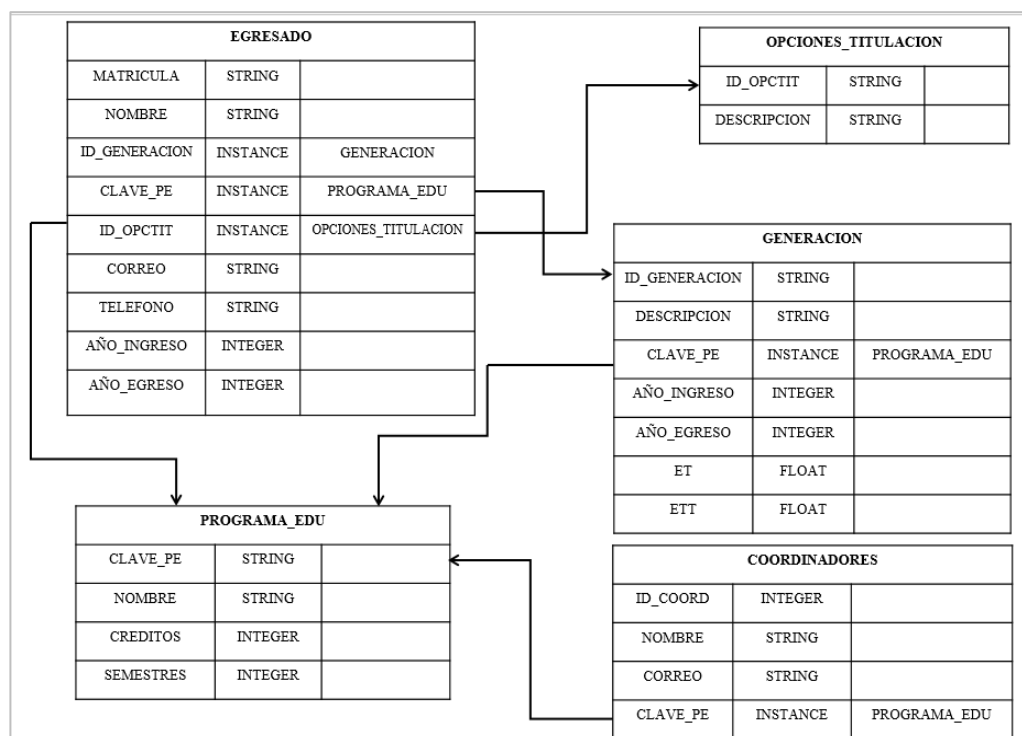 EGRESADO
MATRICULA STRING
NOMBRE STRING
ID_GENERACION INSTANCE GENERACION
CLAVE_PE INSTANCE PROGRAMA_EDU
ID_OPCTIT INSTANCE OPCIONES_TITULACION
CORREO STRING
TELEFONO STRING
AÑO_INGRESO INTEGER
AÑO_EGRESO INTEGER
OPCIONES_TITULACION
ID_OPCTIT STRING
DESCRIPCION STRING
GENERACION
ID_GENERACION STRING
DESCRIPCION STRING
CLAVE_PE INSTANCE PROGRAMA_EDU
AÑO_INGRESO INTEGER
AÑO_EGRESO INTEGER
ET FLOAT
ETT FLOAT
PROGRAMA_EDU
CLAVE_PE STRING
NOMBRE STRING
CREDITOS INTEGER
SEMESTRES INTEGER
COORDINADORES
ID_COORD INTEGER
NOMBRE STRING
CORREO STRING
CLAVE_PE INSTANCE PROGRAMA_EDU